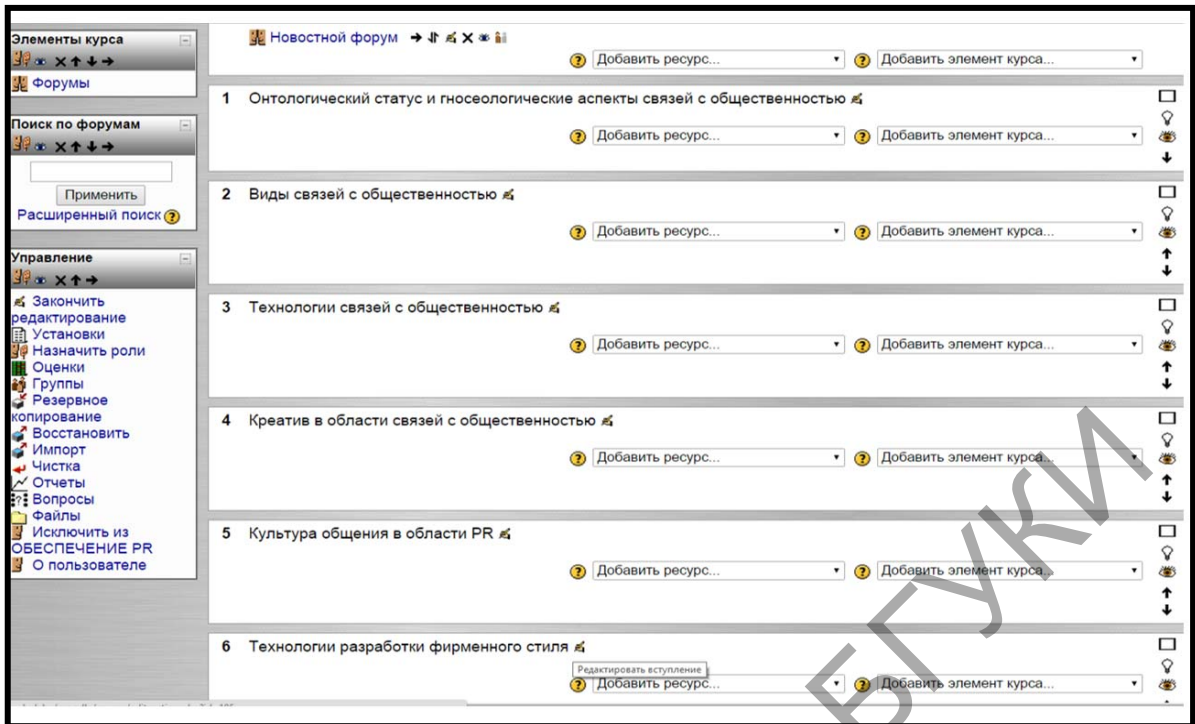 Элементы курса
Форумы
Поиск по форумам
Применить
Расширенный поиск
Управление
Закончить
редактирование
Установки
Назначить роли
Оценки
Группы
Резервное
копирование
Восстановить
Импорт
Чистка
Отчеты
Вопросы
Файлы
Исключить из
ОБЕСПЕЧЕНИЕ PR
О пользователе
Новостной форум
Добавить ресурс... Добавить элемент курса...
1 Онтологический статус и гносеологические аспекты связей с общественностью
Добавить ресурс... Добавить элемент курса...
2 Виды связей с общественностью
Добавить ресурс... Добавить элемент курса...
3 Технологии связей с общественностью
Добавить ресурс... Добавить элемент курса...
4 Креатив в области связей с общественностью
Добавить ресурс... Добавить элемент курса...
5 Культура общения в области PR
Добавить ресурс... Добавить элемент курса...
6 Технологии разработки фирменного стиля
Редактировать вступление
Добавить ресурс... Добавить элемент курса...
БГУКИ